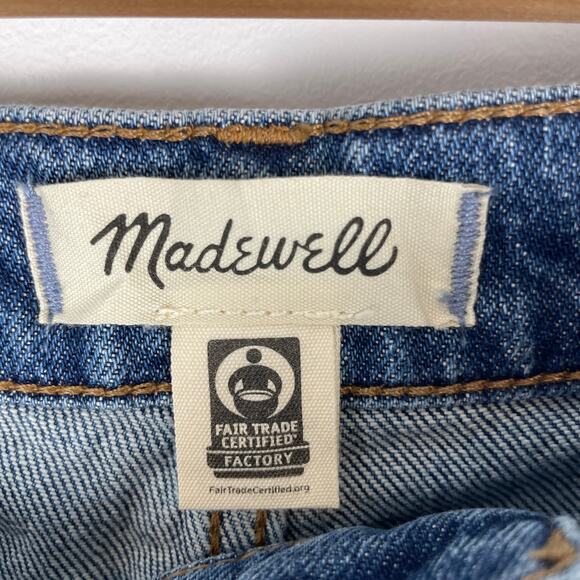 Madewell
FAIR TRADE
CERTIFIED
FACTORY
FairTradeCertified.org